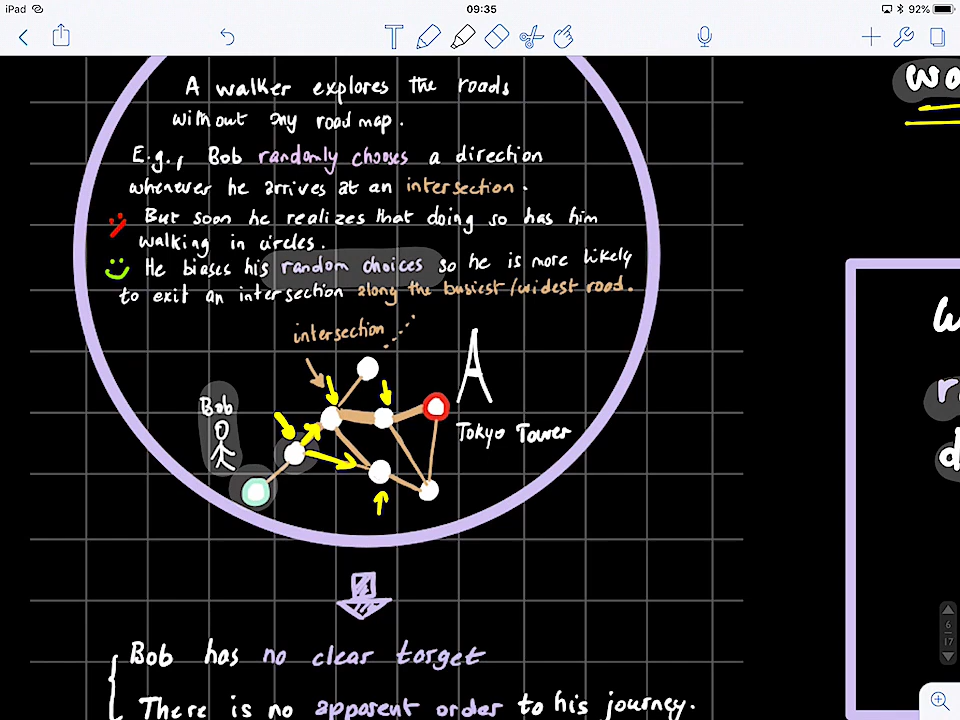 iPad
09:35
92%
A walker explores the roads
without any road map.
E.g., Bob randomly chooses a direction
whenever he arrives at an intersection.
But soon he realizes that doing so has him
walking in circles.
He biases his random choices so he is more likely
to exit an intersection along the busiest/widest road.
intersection
Bob
Tokyo Tower
Bob has no clear target
There is no apparent order to his journey.
6
17